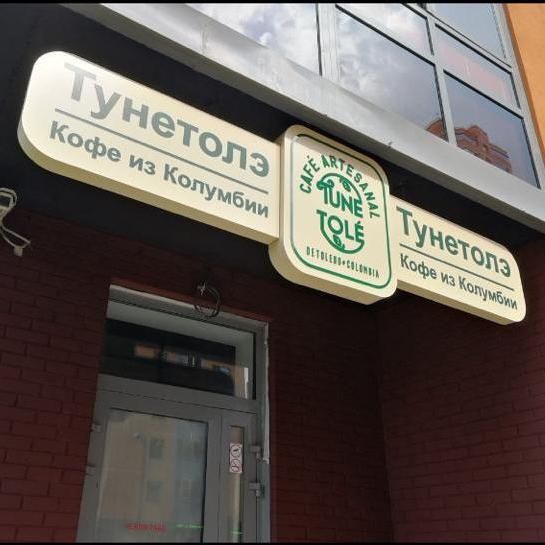 Тунетолэ
Кофе из Колумбии
CAFÉ ARTESANAL
TUNE
TOLÉ
DETOLEDO•COLOMBIA
Тунетолэ
Кофе из Колумбии